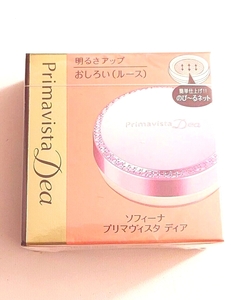 Primavista Dea
明るさアップ
おしろい(ルース)
簡単仕上げ!!
のび〜るネット
Primavista Dea
ソフィーナ
プリマヴィスタ ディア